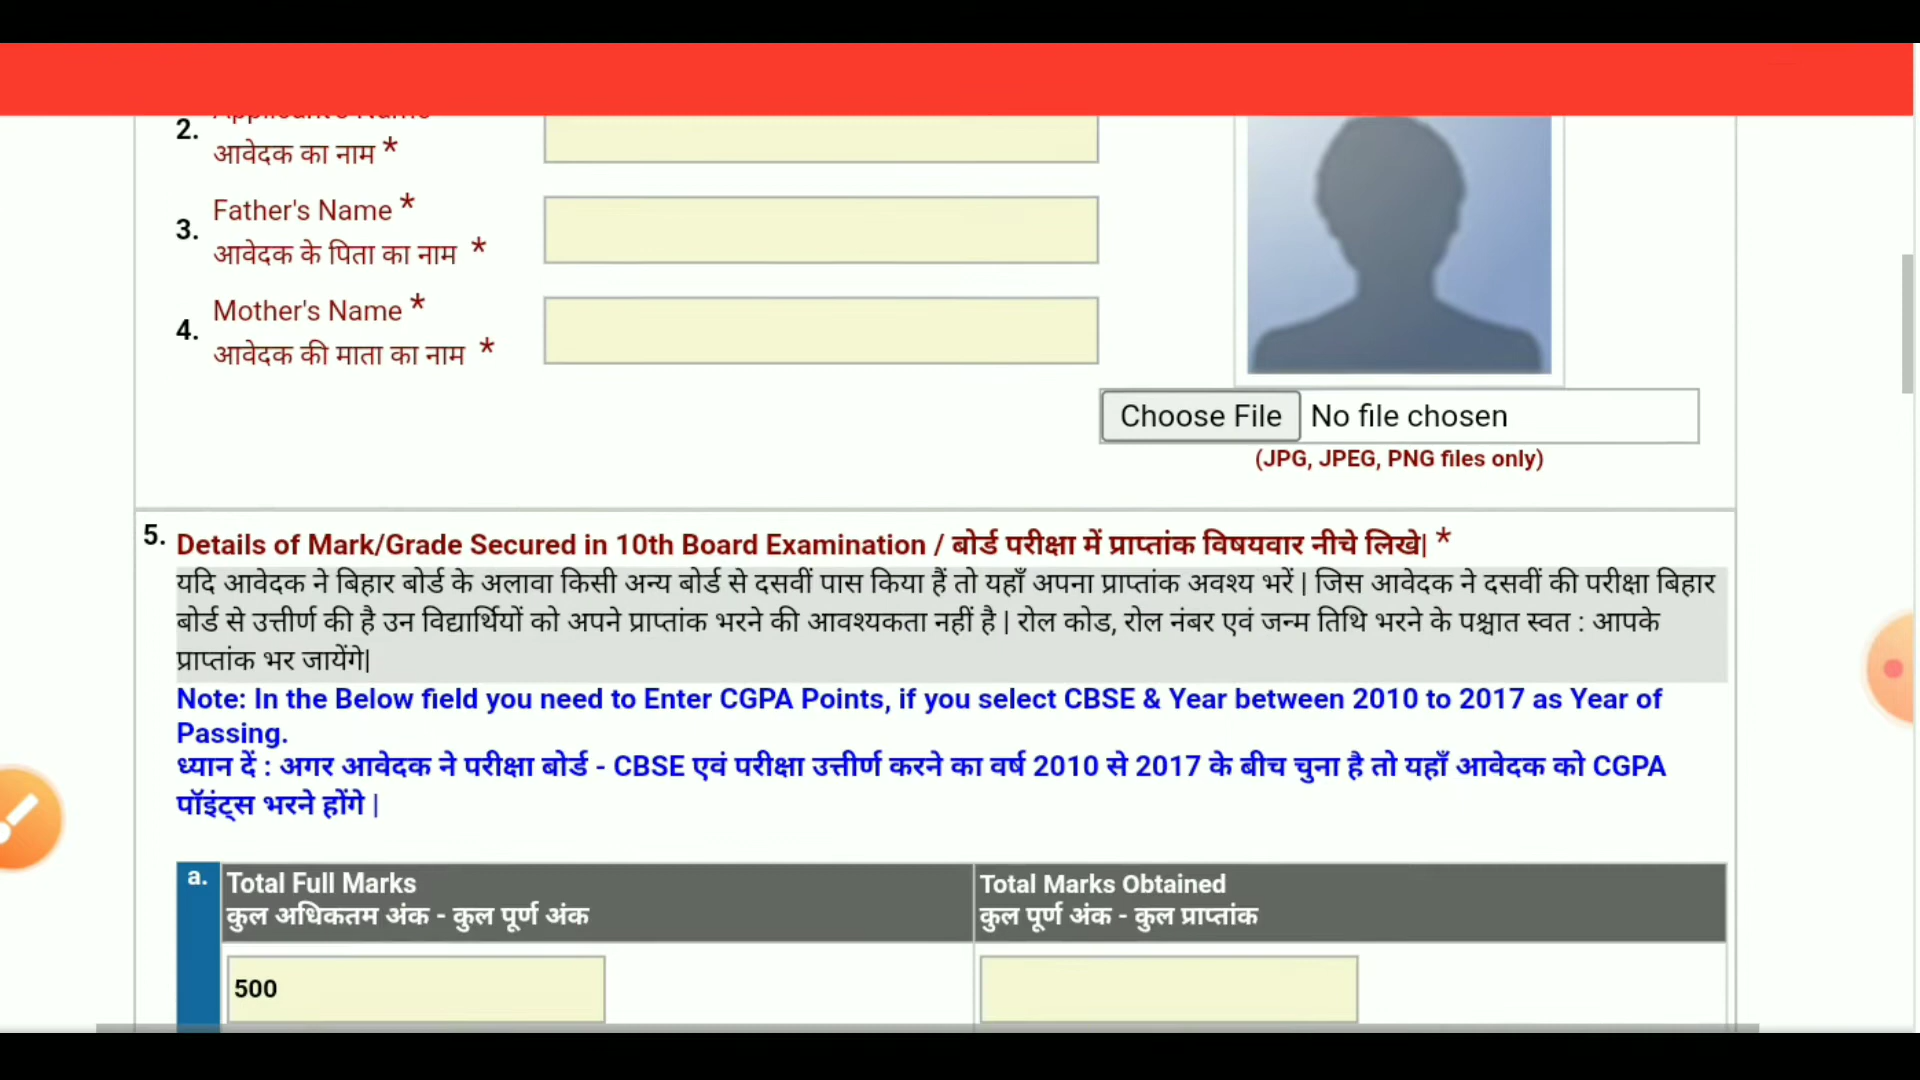 2.
आवेदक का नाम *
Father's Name *
3.
आवेदक के पिता का नाम *
Mother's Name *
4.
आवेदक की माता का नाम *
Choose File No file chosen
(JPG, JPEG, PNG files only)
5. Details of Mark/Grade Secured in 10th Board Examination / बोर्ड परीक्षा में प्राप्तांक विषयवार नीचे लिखे| *
यदि आवेदक ने बिहार बोर्ड के अलावा किसी अन्य बोर्ड से दसवीं पास किया हैं तो यहाँ अपना प्राप्तांक अवश्य भरें | जिस आवेदक ने दसवीं की परीक्षा बिहार
बोर्ड से उत्तीर्ण की है उन विद्यार्थियों को अपने प्राप्तांक भरने की आवश्यकता नहीं है | रोल कोड, रोल नंबर एवं जन्म तिथि भरने के पश्चात स्वत : आपके
प्राप्तांक भर जायेंगे|
Note: In the Below field you need to Enter CGPA Points, if you select CBSE & Year between 2010 to 2017 as Year of
Passing.
ध्यान दें : अगर आवेदक ने परीक्षा बोर्ड - CBSE एवं परीक्षा उत्तीर्ण करने का वर्ष 2010 से 2017 के बीच चुना है तो यहाँ आवेदक को CGPA
पॉइंट्स भरने होंगे |
a. Total Full Marks
कुल अधिकतम अंक - कुल पूर्ण अंक
Total Marks Obtained
कुल पूर्ण अंक - कुल प्राप्तांक
500